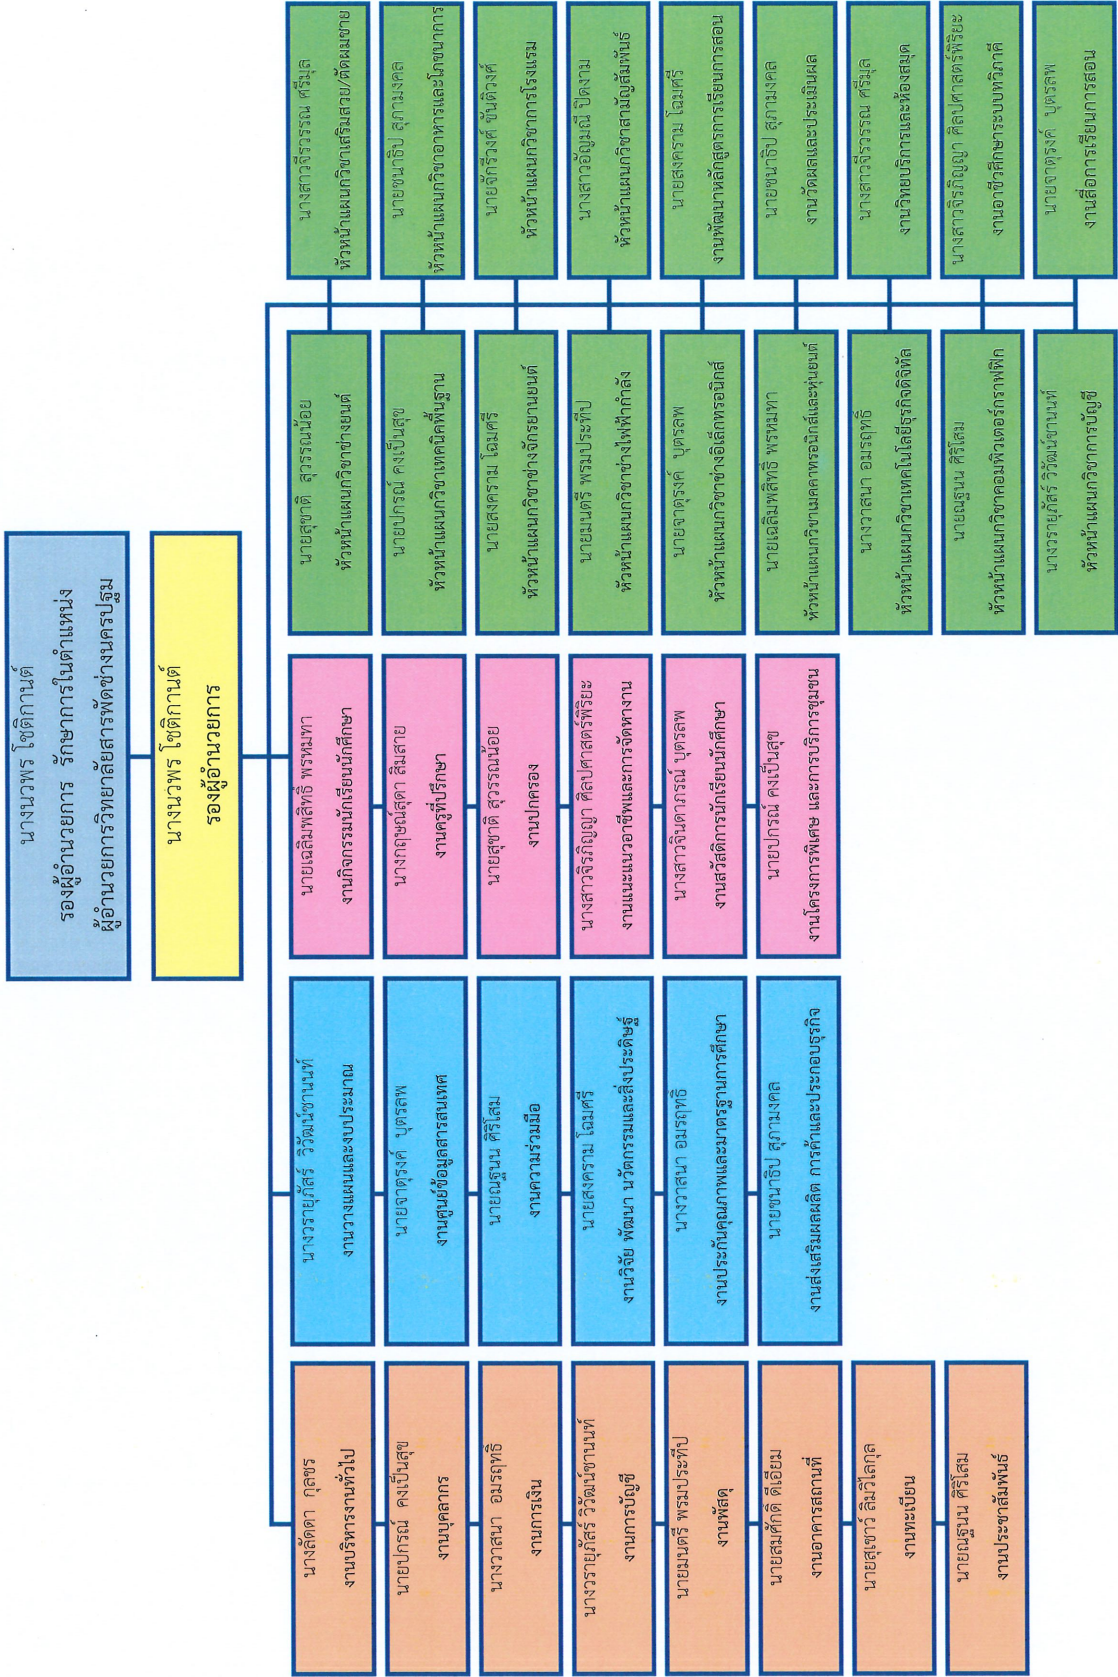 นางนวพร โชติกานต์
รองผู้อำนวยการ รักษาการในตำแหน่ง
ผู้อำนวยการวิทยาลัยสารพัดช่างนครปฐม
นางนวพร โชติกานต์
รองผู้อำนวยการ
นางลัดดา กุลชร
งานบริหารงานทั่วไป
นายปกรณ์ คงเป็นสุข
งานบุคลากร
นางวาสนา อมรฤทธิ์
งานการเงิน
นางวรายุภัสร์ วิวัฒน์ชานนท์
งานการบัญชี
นายมนตรี พรมประทีป
งานพัสดุ
นายสมศักดิ์ ดีเอี่ยม
งานอาคารสถานที่
นายสุเชาว์ ลิมวิไลกุล
งานทะเบียน
นายณฐนน ศิริโสม
งานประชาสัมพันธ์
นางวรายุภัสร์ วิวัฒน์ชานนท์
งานวางแผนและงบประมาณ
นายจาตุรงค์ บุตรลพ
งานศูนย์ข้อมูลสารสนเทศ
นายณฐนน ศิริโสม
งานความร่วมมือ
นายสงคราม โฉมศรี
งานวิจัย พัฒนา นวัตกรรมและสิ่งประดิษฐ์
นางวาสนา อมรฤทธิ์
งานประกันคุณภาพและมาตรฐานการศึกษา
นายชนาธิป สุภามงคล
งานส่งเสริมผลผลิต การค้าและประกอบธุรกิจ
นายเฉลิมพสิทธิ์ พรหมทา
งานกิจกรรมนักเรียนนักศึกษา
นางกฤษณ์สุดา สิมสาย
งานครูที่ปรึกษา
นายสุชาติ สุวรรณน้อย
งานปกครอง
นางสาวจิรภิญญา ศิลปศาสตร์พิริยะ
งานแนะแนวอาชีพและการจัดหางาน
นางสาวจินดาภรณ์ บุตรลพ
งานสวัสดิการนักเรียนนักศึกษา
นายปกรณ์ คงเป็นสุข
งานโครงการพิเศษ และการบริการชุมชน
นายสุชาติ สุวรรณน้อย
หัวหน้าแผนกวิชาช่างยนต์
นายปกรณ์ คงเป็นสุข
หัวหน้าแผนกวิชาเทคนิคพื้นฐาน
นายสงคราม โฉมศรี
หัวหน้าแผนกวิชาช่างจักรยานยนต์
นายมนตรี พรมประทีป
หัวหน้าแผนกวิชาช่างไฟฟ้ากำลัง
นายจาตุรงค์ บุตรลพ
หัวหน้าแผนกวิชาช่างอิเล็กทรอนิกส์
นายเฉลิมพสิทธิ์ พรหมทา
หัวหน้าแผนกวิชาเมคคาทรอนิกส์และหุ่นยนต์
นางวาสนา อมรฤทธิ์
หัวหน้าแผนกวิชาเทคโนโลยีธุรกิจดิจิทัล
นายณฐนน ศิริโสม
หัวหน้าแผนกวิชาคอมพิวเตอร์กราฟฟิก
นางวรายุภัสร์ วิวัฒน์ชานนท์
หัวหน้าแผนกวิชาการบัญชี
นางสาวจีรวรรณ ศรีมูล
หัวหน้าแผนกวิชาเสริมสวย/ตัดผมชาย
นายชนาธิป สุภามงคล
หัวหน้าแผนกวิชาอาหารและโภชนาการ
นายจักรีวงศ์ ขันติวงค์
หัวหน้าแผนกวิชาการโรงแรม
นางสาวอัญมณี ปิดงาม
หัวหน้าแผนกวิชาสามัญสัมพันธ์
นายสงคราม โฉมศรี
งานพัฒนาหลักสูตรการเรียนการสอน
นายชนาธิป สุภามงคล
งานวัดผลและประเมินผล
นางสาวจีรวรรณ ศรีมูล
งานวิทยบริการและห้องสมุด
นางสาวจิรภิญญา ศิลปศาสตร์พิริยะ
งานอาชีวศึกษาระบบทวิภาคี
นายจาตุรงค์ บุตรลพ
งานสื่อการเรียนการสอน